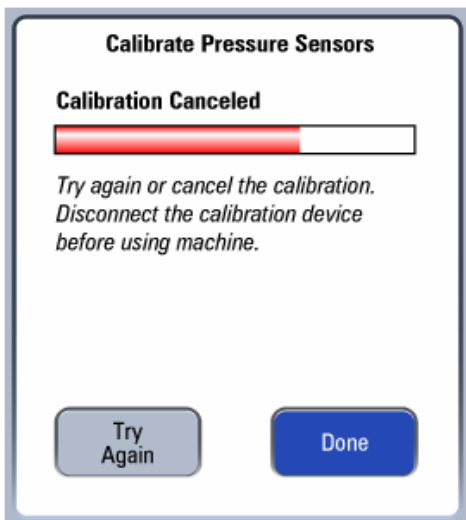 Calibrate Pressure Sensors
Calibration Canceled
Try again or cancel the calibration.
Disconnect the calibration device
before using machine.
Try
Again
Done